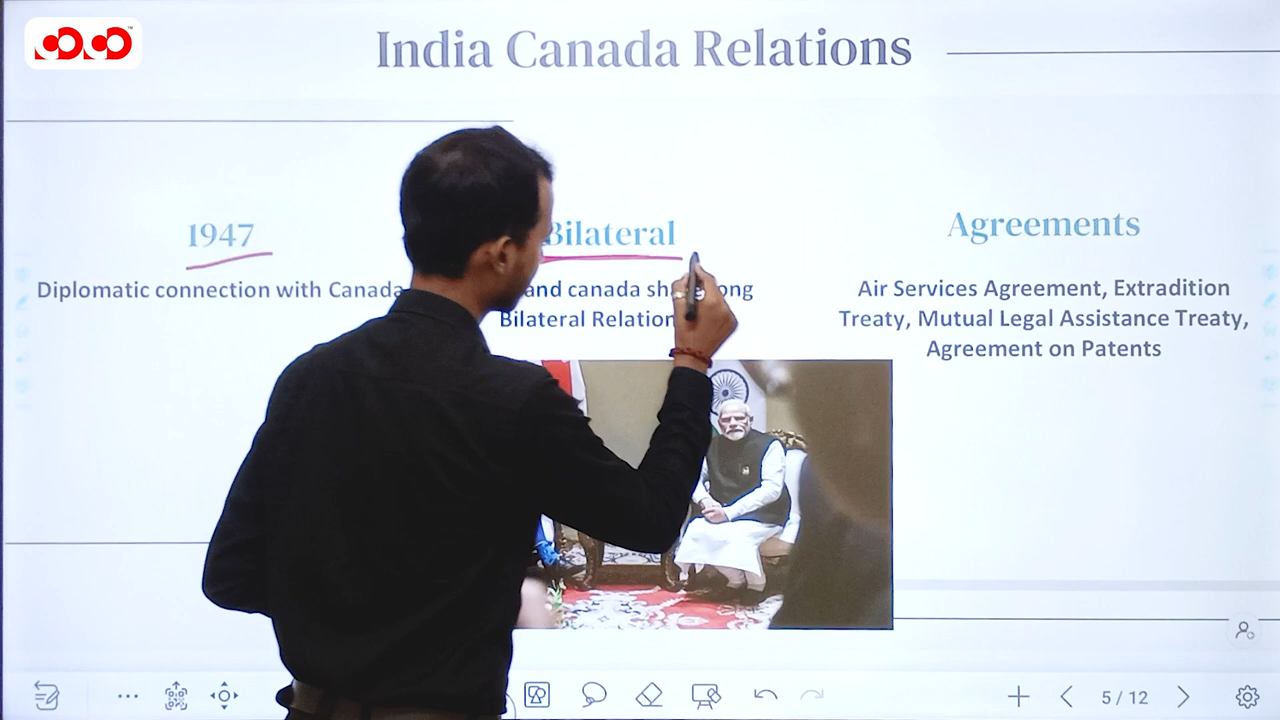 India Canada Relations
1947
Diplomatic connection with Canada
Bilateral
and canada
Bilateral Relation
Agreements
Air Services Agreement, Extradition
Treaty, Mutual Legal Assistance Treaty,
Agreement on Patents
5 / 12